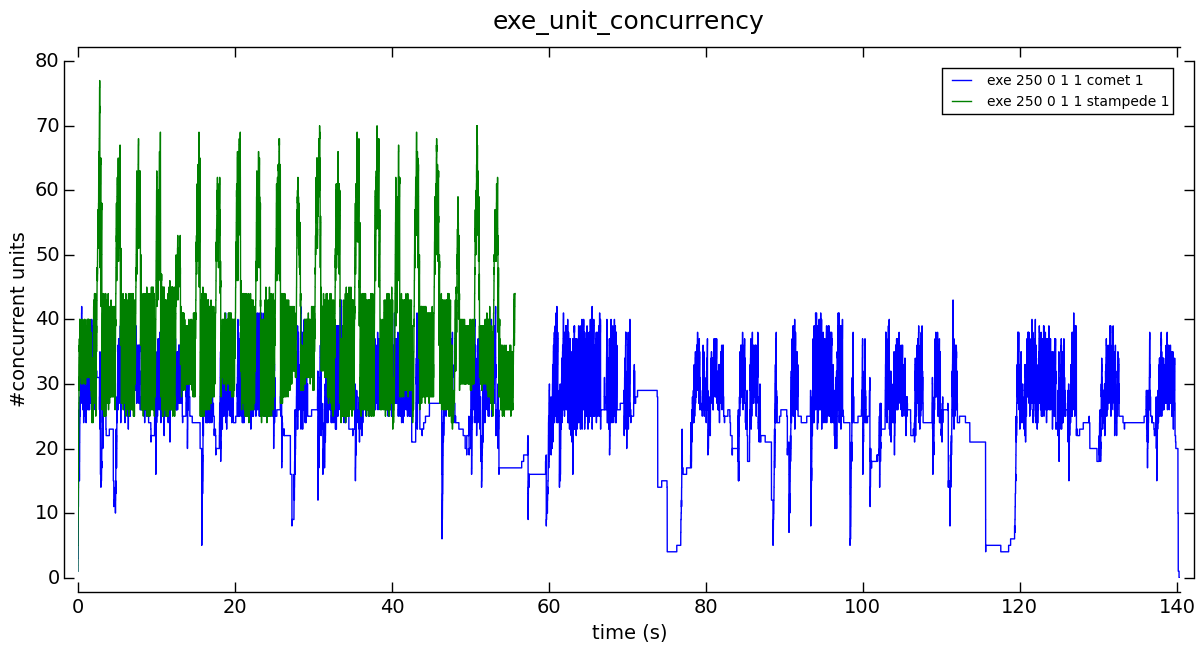 exe_unit_concurrency
exe 250 0 1 1 comet 1
exe 250 0 1 1 stampede 1
#concurrent units
80
70
60
50
40
30
20
10
0
0 20 40 60 80 100 120 140
time (s)